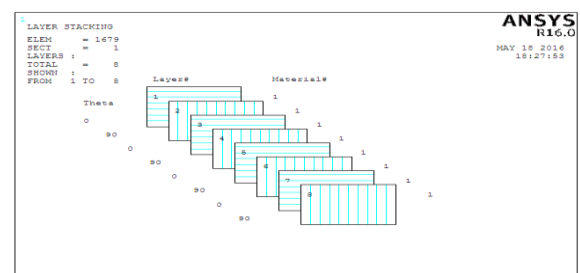 1
LAYER STACKING
ANSYS
R16.0
ELEM = 1679
SECT = 1
LAYERS :
TOTAL = 8
SHOWN :
FROM 1 TO 8
MAY 18 2016
18:27:53
Layer# Material#
Theta
1 1
2 1
0
3 1
90
4 1
0
5 1
90
6 1
0
7 1
90
8 1
0
90